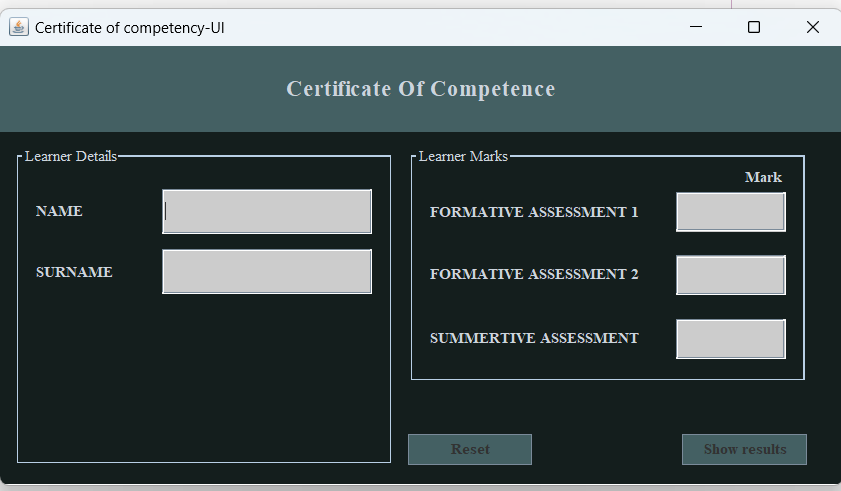 Certificate of competency-UI
Certificate Of Competence
Learner Details
NAME
SURNAME
Learner Marks
Mark
FORMATIVE ASSESSMENT 1
FORMATIVE ASSESSMENT 2
SUMMERTIVE ASSESSMENT
Reset
Show results